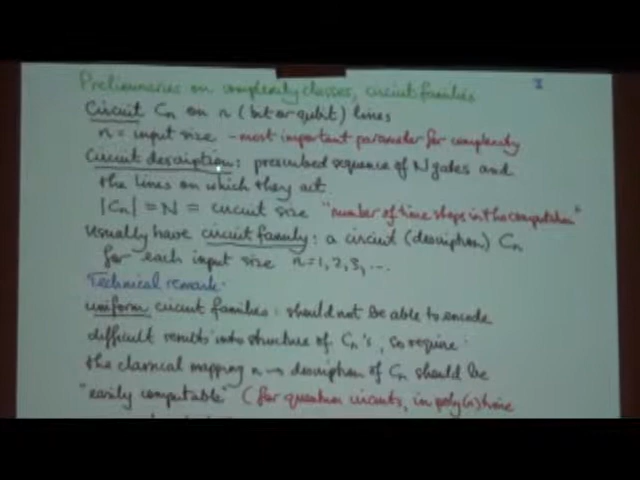 Preliminaries on complexity classes, circuit families
Circuit Cn on n (bit or qubit) lines
n = input size - most important parameter for complexity
Circuit description: prescribed sequence of N gates and
the lines on which they act.
|Cn| = N = circuit size "number of time steps in the computation"
Usually have circuit family: a circuit (description) Cn
for each input size n=1,2,3,...
Technical remark:
uniform circuit families: should not be able to encode
difficult results into structure of Cn's, so require:
the classical mapping n → description of Cn should be
"easily computable" (for quantum circuits, in poly(n) time